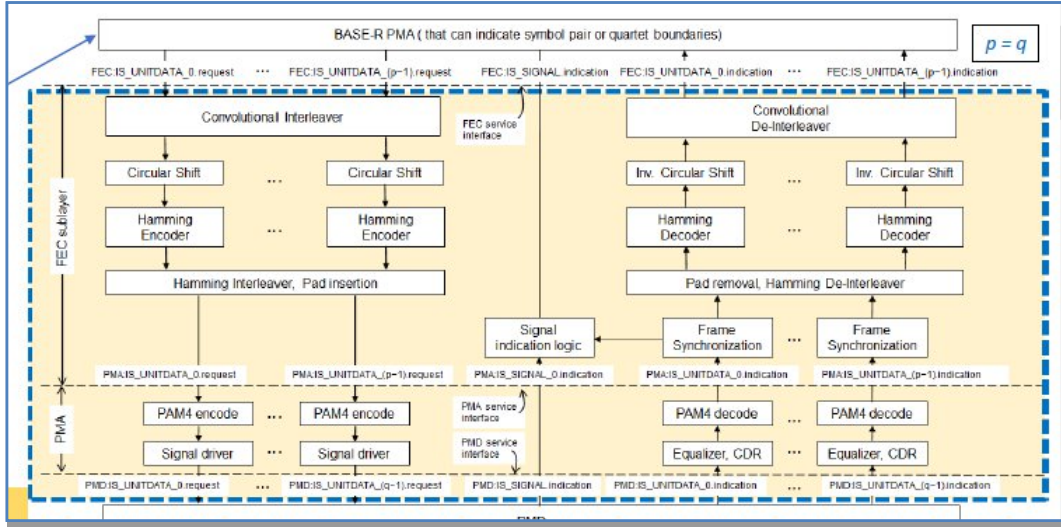 BASE-R PMA ( that can indicate symbol pair or quartet boundaries)
p = q
FEC:IS_UNITDATA_0.request ... FEC:IS_UNITDATA_(p−1).request FEC:IS_SIGNAL.indication FEC:IS_UNITDATA_0.indication ... FEC:IS_UNITDATA_(p−1).indication
Convolutional Interleaver
FEC service
interface
Convolutional
De-Interleaver
Circular Shift ... Circular Shift
Inv. Circular Shift ... Inv. Circular Shift
FEC sublayer
Hamming
Encoder
...
Hamming
Encoder
Hamming
Decoder
...
Hamming
Decoder
Hamming Interleaver, Pad insertion
Pad removal, Hamming De-Interleaver
Signal
indication logic
Frame
Synchronization
...
Frame
Synchronization
PMA:IS_UNITDATA_0.request PMA:IS_UNITDATA_(p−1).request PMA:IS_SIGNAL_0.indication PMA:IS_UNITDATA_0.indication PMA:IS_UNITDATA_(p−1).indication
PMA
PAM4 encode ... PAM4 encode
PMA service
interface
PAM4 decode ... PAM4 decode
Signal driver ... Signal driver
PMD service
interface
Equalizer, CDR ... Equalizer, CDR
PMD:IS_UNITDATA_0.request ... PMD:IS_UNITDATA_(q−1).request PMD:IS_SIGNAL.indication PMD:IS_UNITDATA_0.indication ... PMD:IS_UNITDATA_(q−1).indication